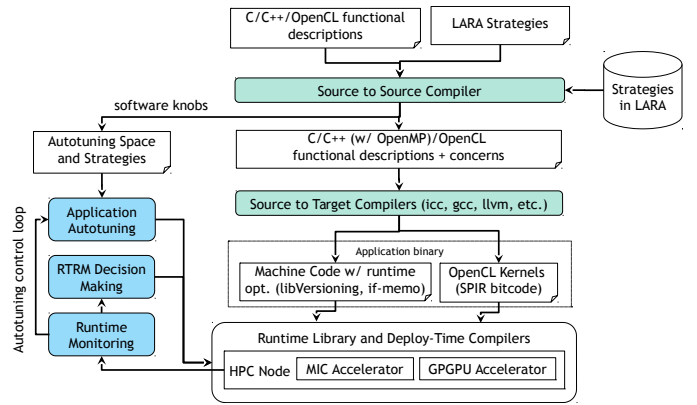 C/C++/OpenCL functional
descriptions
LARA Strategies
Source to Source Compiler
Strategies
in LARA
software knobs
Autotuning Space
and Strategies
C/C++ (w/ OpenMP)/OpenCL
functional descriptions + concerns
Source to Target Compilers (icc, gcc, llvm, etc.)
Autotuning control loop
Application
Autotuning
Application binary
RTRM Decision
Making
Machine Code w/ runtime
opt. (libVersioning, if-memo)
OpenCL Kernels
(SPIR bitcode)
Runtime
Monitoring
Runtime Library and Deploy-Time Compilers
HPC Node
MIC Accelerator
GPGPU Accelerator